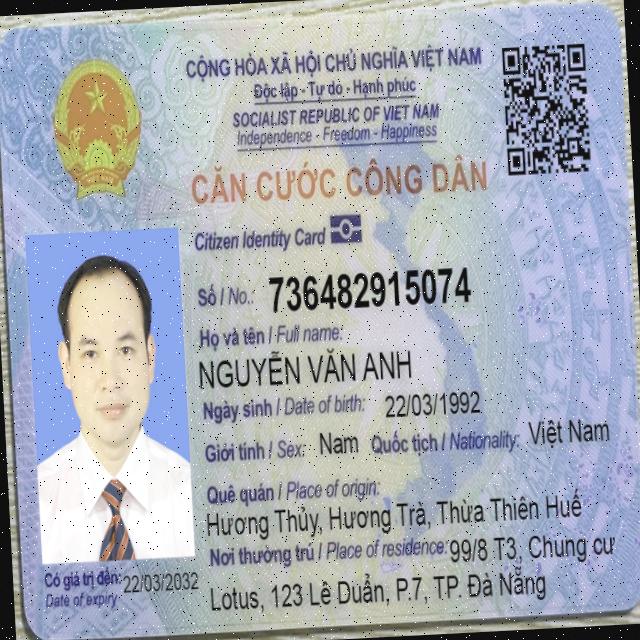 CỘNG HÒA XÃ HỘI CHỦ NGHĨA VIỆT NAM
Độc lập - Tự do - Hạnh phúc
SOCIALIST REPUBLIC OF VIET NAM
Independence - Freedom - Happiness
CĂN CƯỚC CÔNG DÂN
Citizen Identity Card
Số / No.: 736482915074
Họ và tên / Full name:
NGUYỄN VĂN ANH
Ngày sinh / Date of birth: 22/03/1992
Giới tính / Sex: Nam Quốc tịch / Nationality: Việt Nam
Quê quán / Place of origin:
Hương Thủy, Hương Trà, Thừa Thiên Huế
Nơi thường trú / Place of residence: 99/8 T3, Chung cư
Lotus, 123 Lê Duẩn, P.7, TP. Đà Nẵng
Có giá trị đến: 22/03/2032
Date of expiry: